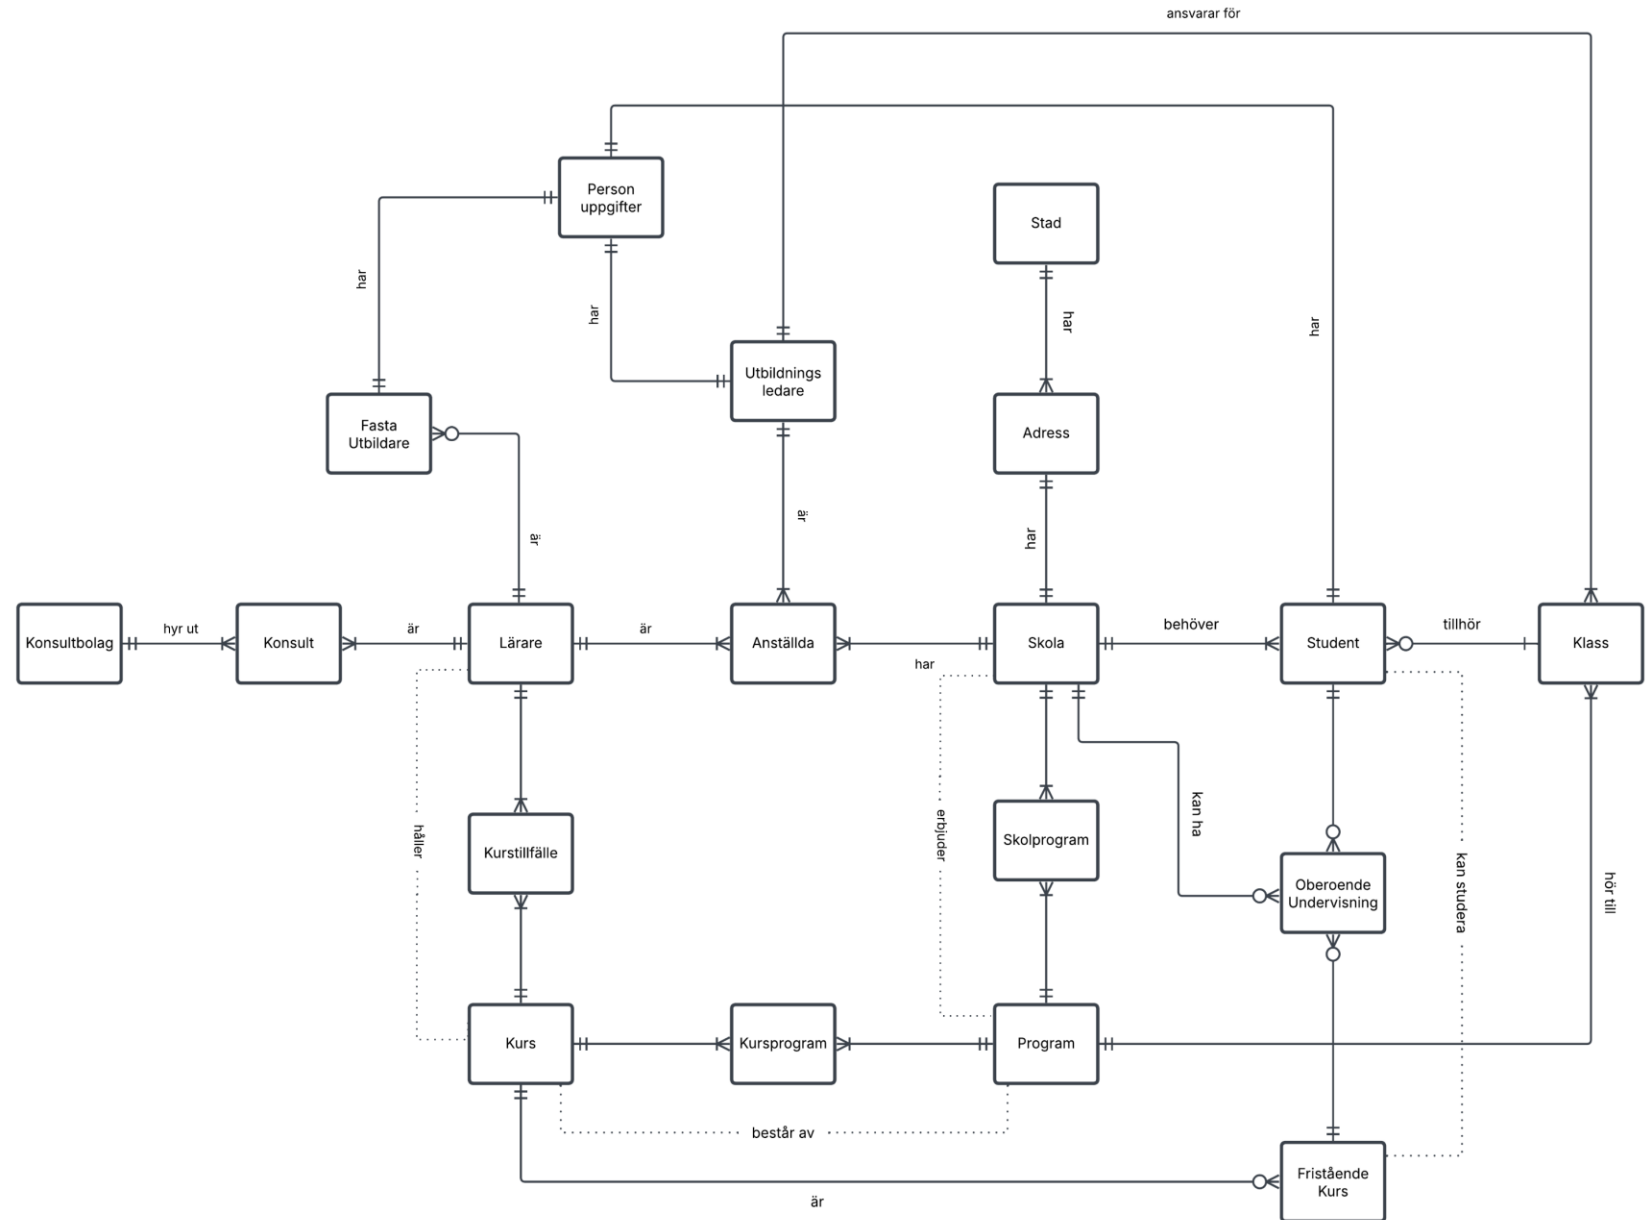 ansvarar för
Person
uppgifter
Stad
har
har
har
har
Utbildnings
ledare
Fasta
Utbildare
Adress
är
är
har
Konsultbolag
hyr ut
Konsult
är
Lärare
är
Anställda
har
Skola
behöver
Student
tillhör
Klass
håller
Kurstillfälle
erbjuder
Skolprogram
kan ha
Oberoende
Undervisning
kan studera
hör till
Kurs
Kursprogram
Program
består av
Fristående
Kurs
är